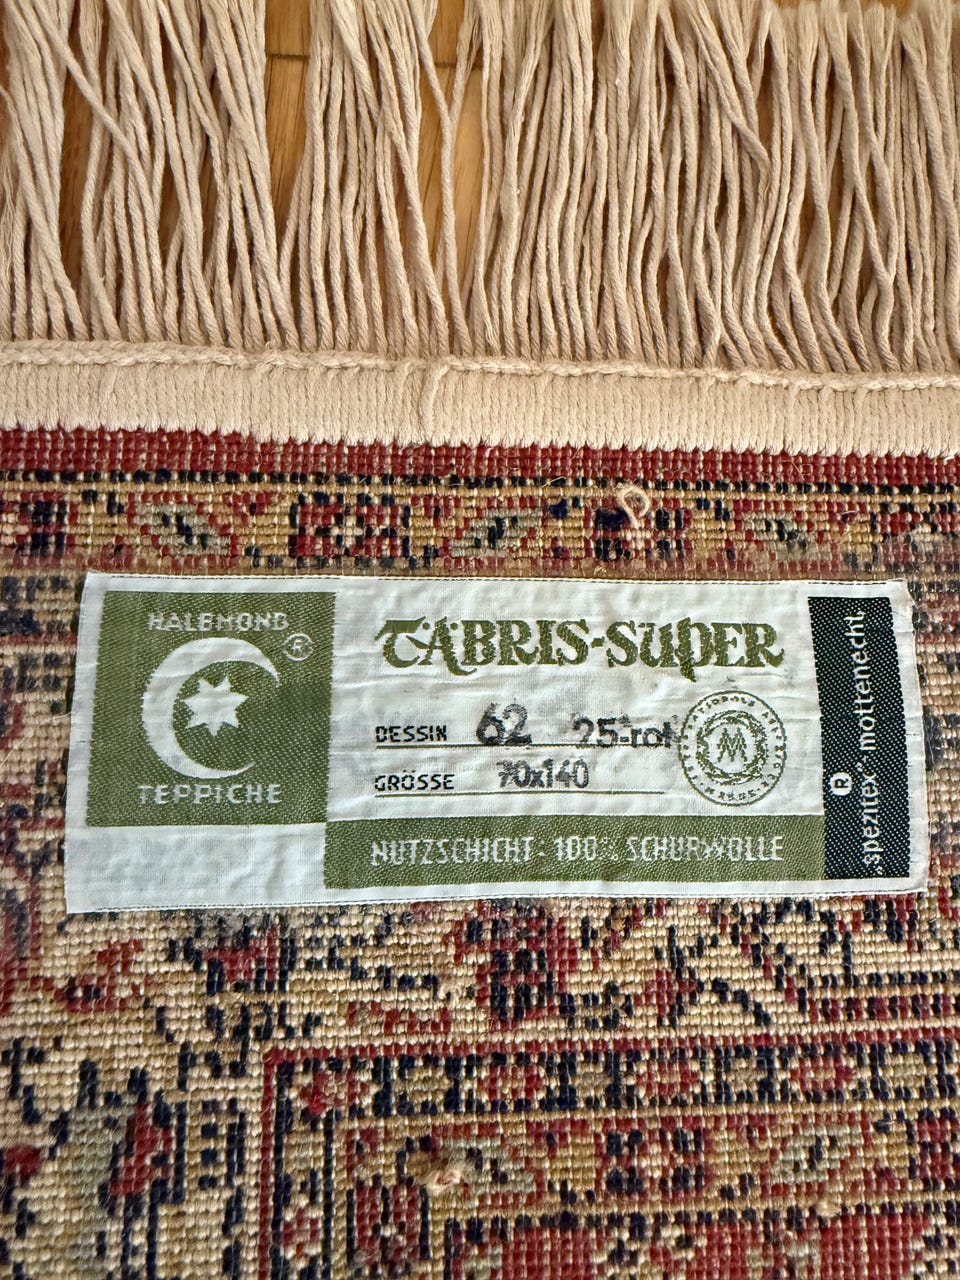 HALBMOND
®
TEPPICHE
TÄBRIS-SUPER
DESSIN 62 25-rot
GRÖSSE 70x140
M
NUTZSCHICHT - 100% SCHURWOLLE
„spezitex“ mottenecht
®